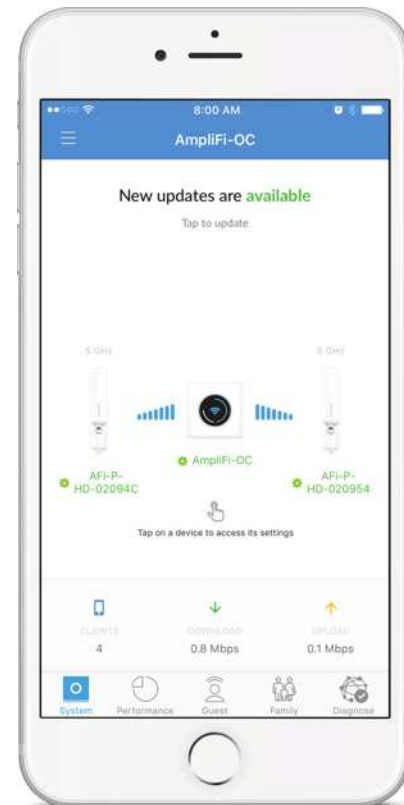 8:00 AM
AmpliFi-OC
New updates are available
Tap to update
5 GHz
5 GHz
AmpliFi-OC
AFi-P-
HD-02094C
AFi-P-
HD-020954
Tap on a device to access its settings
CLIENTS
DOWNLOAD
UPLOAD
4
0.8 Mbps
0.1 Mbps
System
Performance
Guest
Family
Diagnose